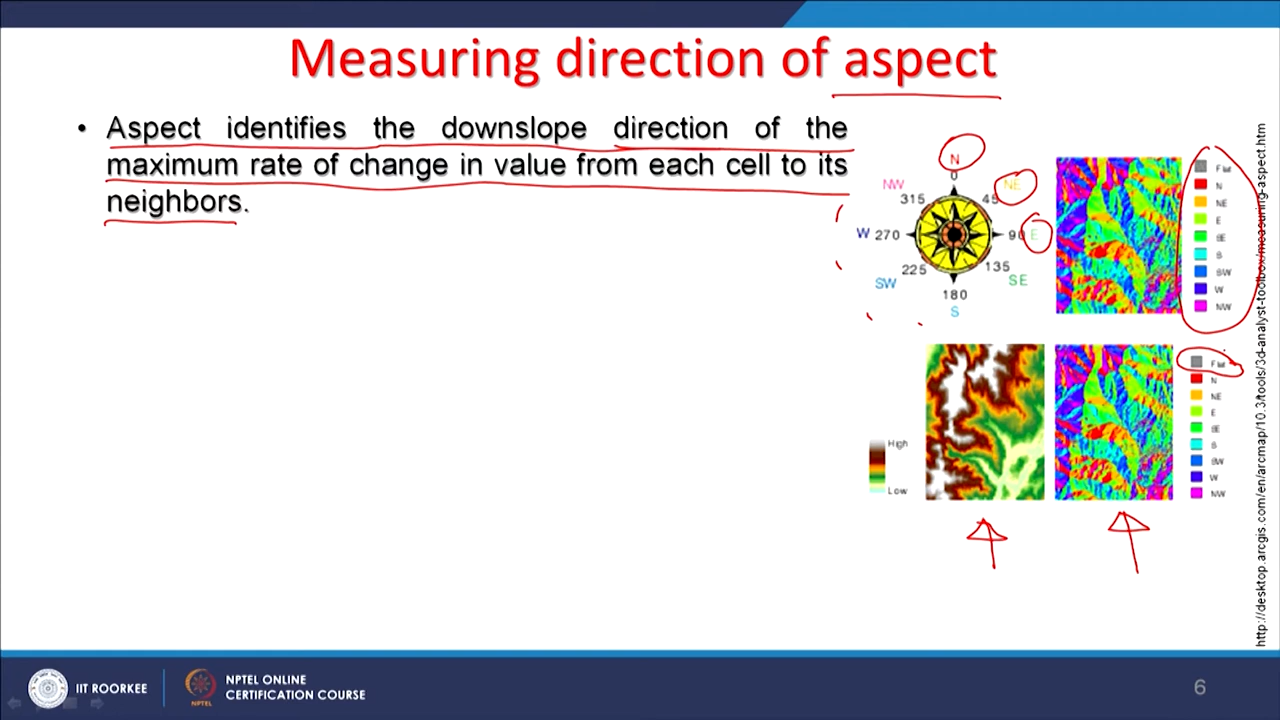 Measuring direction of aspect
• Aspect identifies the downslope direction of the
maximum rate of change in value from each cell to its
neighbors.
N
0
NW
NE
315
45
W 270
90 E
225
135
SW
SE
180
S
Flat
N
NE
E
SE
S
SW
W
NW
High
Low
Flat
N
NE
E
SE
S
SW
W
NW
http://desktop.arcgis.com/en/arcmap/10.3/tools/3d-analyst-toolbox/measuring-aspect.htm
IIT ROORKEE
NPTEL
NPTEL ONLINE
CERTIFICATION COURSE
6